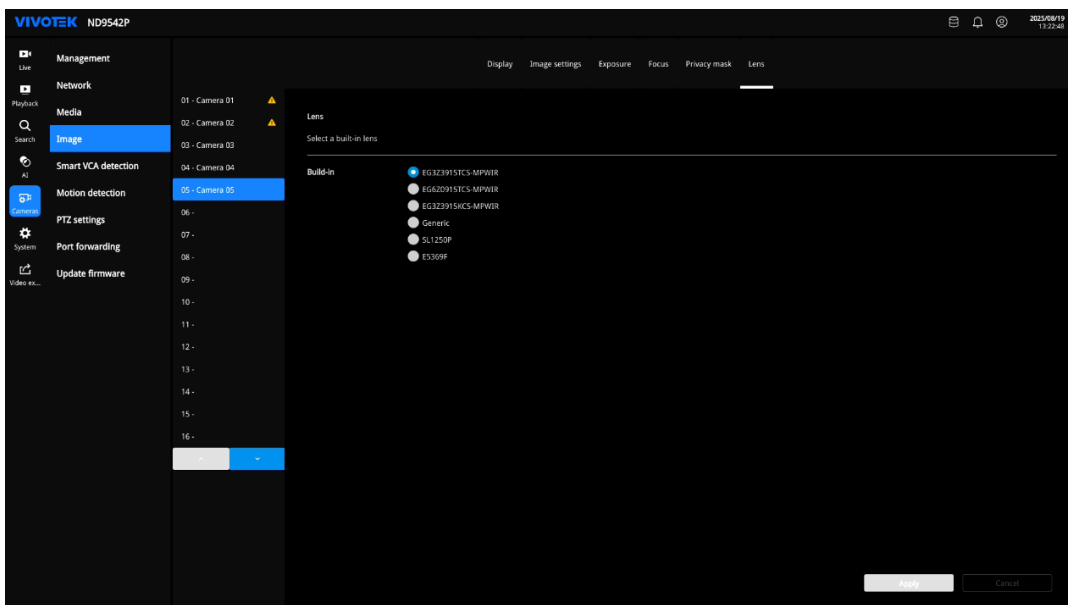 VIVOTEK ND9542P
2025/08/19
13:22:48
Live
Playback
Search
AI
Cameras
System
Video ex...
Management
Network
Media
Image
Smart VCA detection
Motion detection
PTZ settings
Port forwarding
Update firmware
01 - Camera 01
02 - Camera 02
03 - Camera 03
04 - Camera 04
05 - Camera 05
06 -
07 -
08 -
09 -
10 -
11 -
12 -
13 -
14 -
15 -
16 -
Display Image settings Exposure Focus Privacy mask Lens
Lens
Select a built-in lens
Build-in
EG3Z3915TCS-MPWIR
EG6Z0915TCS-MPWIR
EG3Z3915KCS-MPWIR
Generic
SL1250P
E5369F
Apply Cancel